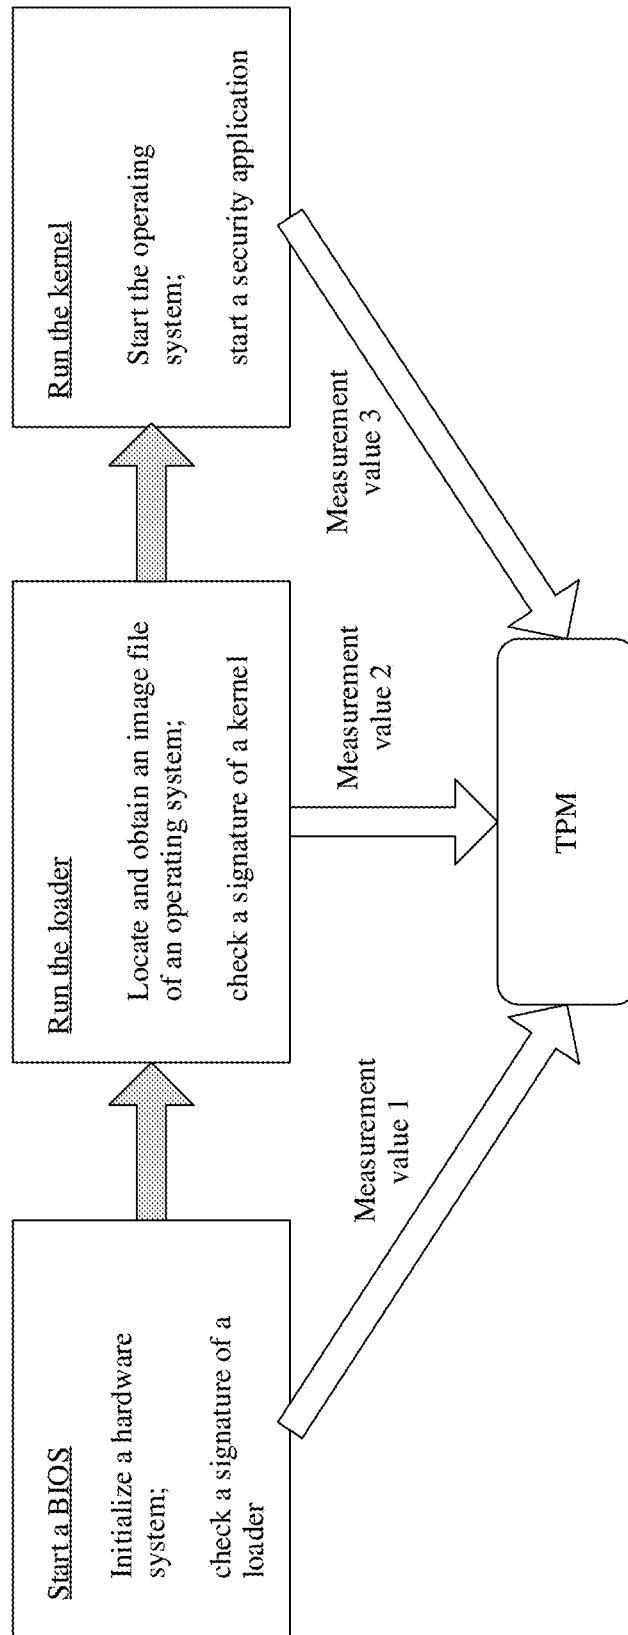 Start a BIOS
Initialize a hardware
system;
check a signature of a
loader
Run the loader
Locate and obtain an image file
of an operating system;
check a signature of a kernel
Run the kernel
Start the operating
system;
start a security application
Measurement
value 1
Measurement
value 2
Measurement
value 3
TPM